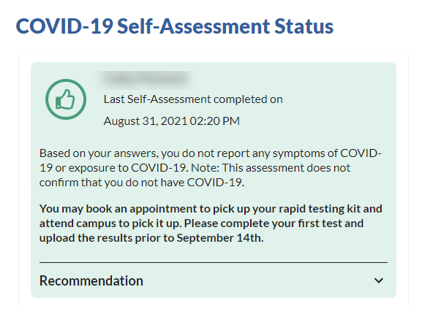 COVID-19 Self-Assessment Status
Last Self-Assessment completed on
August 31, 2021 02:20 PM
Based on your answers, you do not report any symptoms of COVID-
19 or exposure to COVID-19. Note: This assessment does not
confirm that you do not have COVID-19.
You may book an appointment to pick up your rapid testing kit and
attend campus to pick it up. Please complete your first test and
upload the results prior to September 14th.
Recommendation